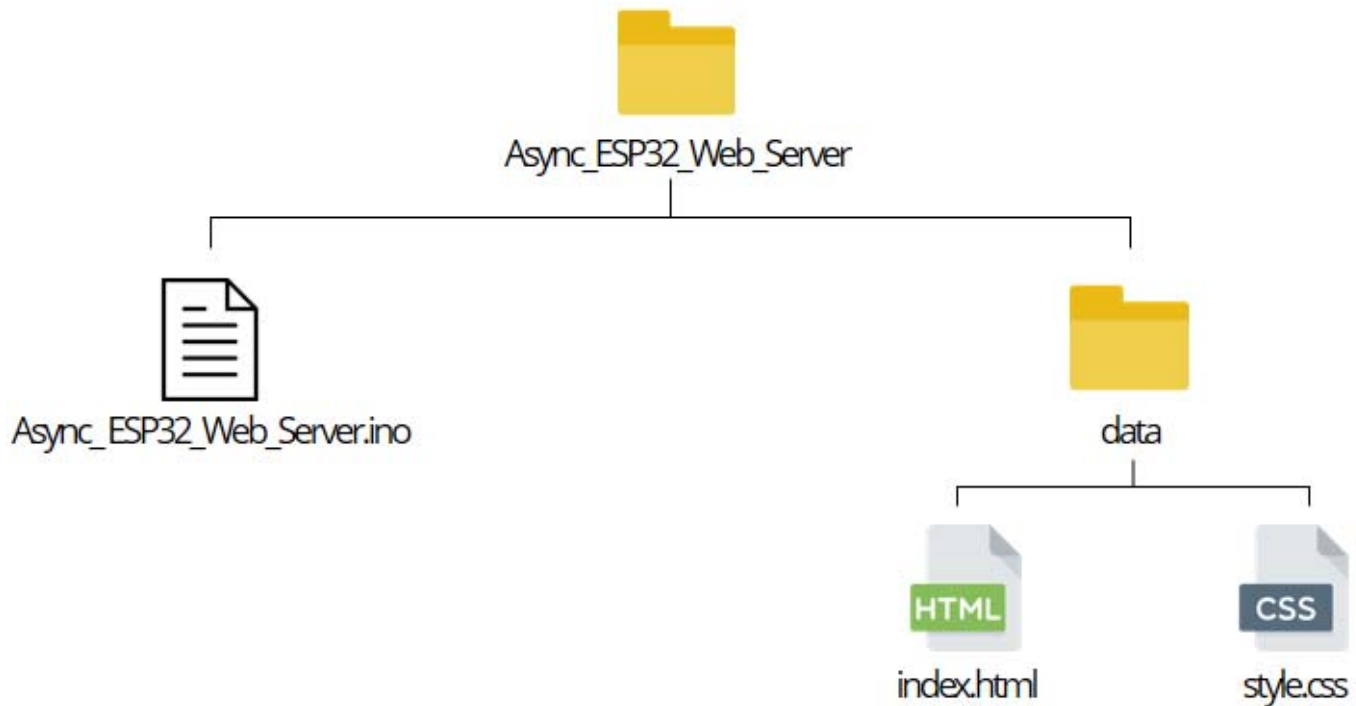 Async_ESP32_Web_Server
Async_ESP32_Web_Server.ino
data
HTML
CSS
index.html
style.css